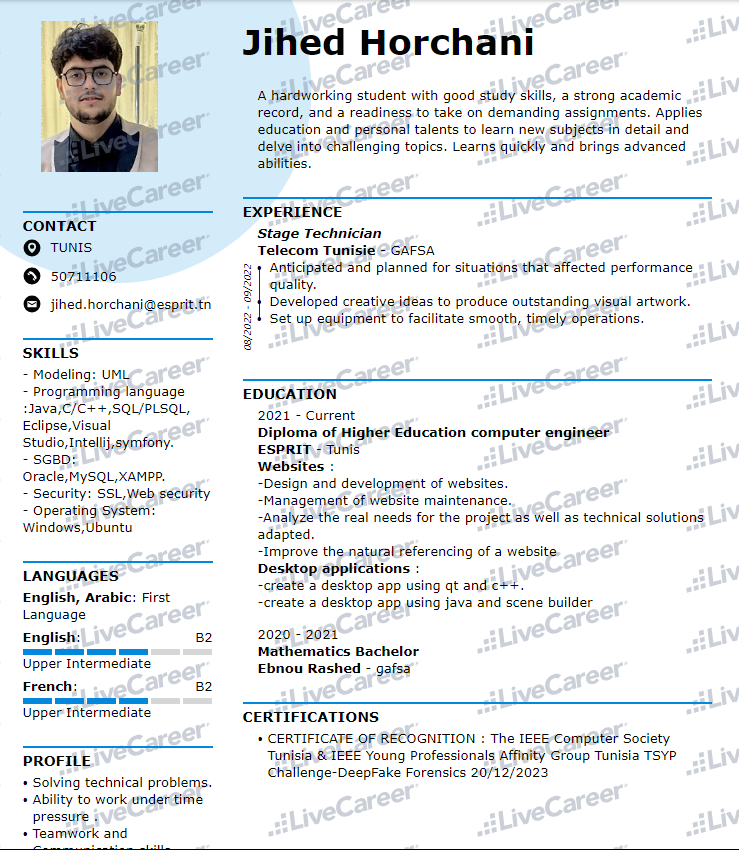 Jihed Horchani
A hardworking student with good study skills, a strong academic
record, and a readiness to take on demanding assignments. Applies
education and personal talents to learn new subjects in detail and
delve into challenging topics. Learns quickly and brings advanced
abilities.
CONTACT
TUNIS
50711106
jihed.horchani@esprit.tn
SKILLS
- Modeling: UML
- Programming language
:Java,C/C++,SQL/PLSQL,
Eclipse,Visual
Studio,Intellij,symfony.
- SGBD:
Oracle,MySQL,XAMPP.
- Security: SSL,Web security
- Operating System:
Windows,Ubuntu
LANGUAGES
English, Arabic: First
Language
English: B2
Upper Intermediate
French: B2
Upper Intermediate
PROFILE
• Solving technical problems.
• Ability to work under time
pressure .
• Teamwork and
Communication skills
EXPERIENCE
Stage Technician
Telecom Tunisie - GAFSA
08/2022 - 09/2022
• Anticipated and planned for situations that affected performance
quality.
• Developed creative ideas to produce outstanding visual artwork.
• Set up equipment to facilitate smooth, timely operations.
EDUCATION
2021 - Current
Diploma of Higher Education computer engineer
ESPRIT - Tunis
Websites :
-Design and development of websites.
-Management of website maintenance.
-Analyze the real needs for the project as well as technical solutions
adapted.
-Improve the natural referencing of a website
Desktop applications :
-create a desktop app using qt and c++.
-create a desktop app using java and scene builder
2020 - 2021
Mathematics Bachelor
Ebnou Rashed - gafsa
CERTIFICATIONS
• CERTIFICATE OF RECOGNITION : The IEEE Computer Society
Tunisia & IEEE Young Professionals Affinity Group Tunisia TSYP
Challenge-DeepFake Forensics 20/12/2023
LiveCareer